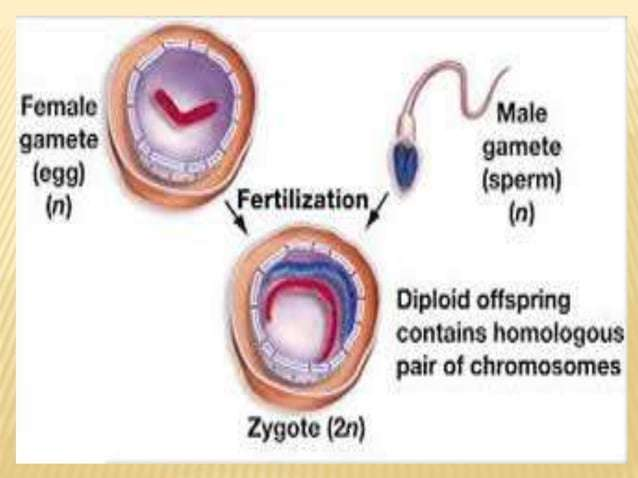 Female
gamete
(egg)
(n)
Male
gamete
(sperm)
(n)
Fertilization
Diploid offspring
contains homologous
pair of chromosomes
Zygote (2n)